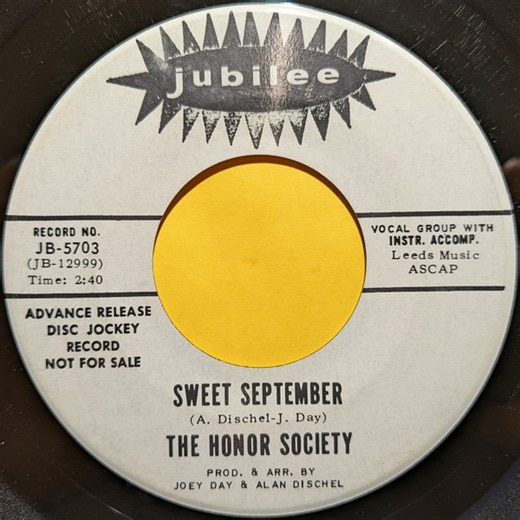 jubilee
RECORD NO.
JB-5703
(JB-12999)
Time: 2:40
VOCAL GROUP WITH
INSTR. ACCOMP.
Leeds Music
ASCAP
ADVANCE RELEASE
DISC JOCKEY
RECORD
NOT FOR SALE
SWEET SEPTEMBER
(A. Dischel-J. Day)
THE HONOR SOCIETY
PROD. & ARR. BY
JOEY DAY & ALAN DISCHEL